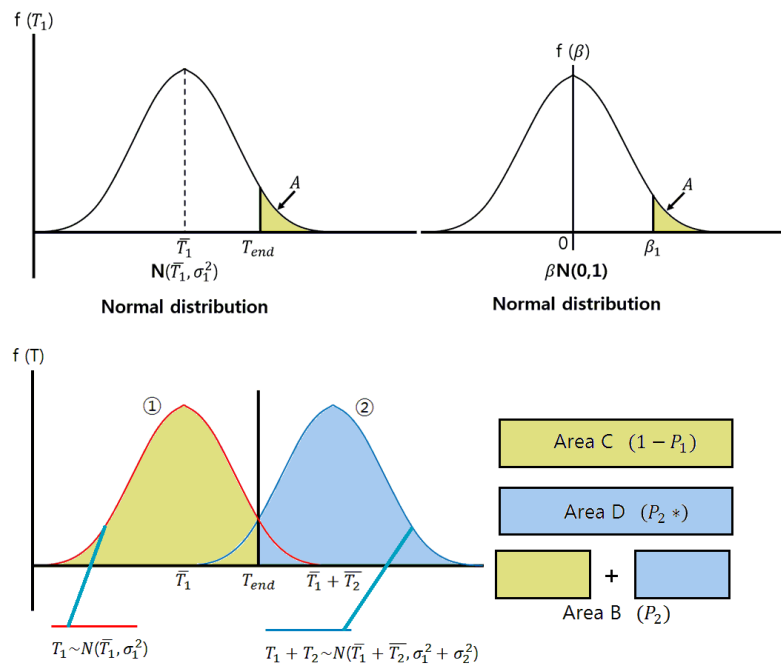 f (T₁)
A
T̅₁
T_end
N(T̅₁, σ₁²)
Normal distribution
f (β)
A
0
β₁
βN(0,1)
Normal distribution
f (T)
①
②
T̅₁
T_end
T̅₁ + T̅₂
T₁~N(T̅₁, σ₁²)
T₁ + T₂~N(T̅₁ + T̅₂, σ₁² + σ₂²)
Area C (1 − P₁)
Area D (P₂ *)
+
Area B (P₂)